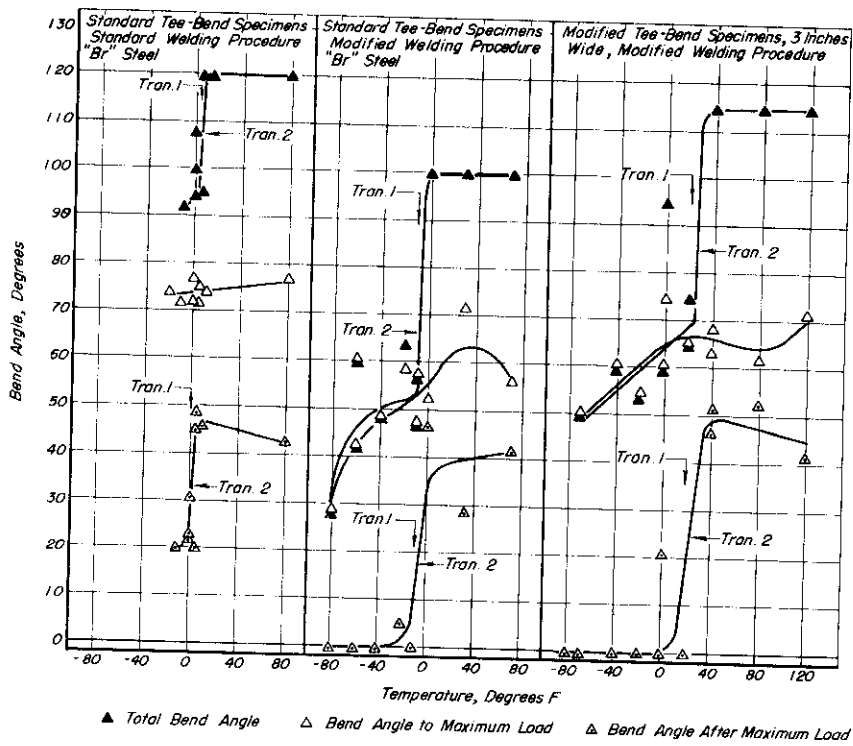 Standard Tee-Bend Specimens
Standard Welding Procedure
"Br" Steel
Standard Tee-Bend Specimens
Modified Welding Procedure
"Br" Steel
Modified Tee-Bend Specimens, 3 Inches
Wide, Modified Welding Procedure
130
120
110
100
90
80
70
60
50
40
30
20
10
0
Bend Angle, Degrees
Tran.1
Tran. 2
Tran. 1
Tran. 2
Tran. 1
Tran. 2
Tran.1
Tran. 2
Tran. 1
Tran. 2
Tran.1
Tran. 2
-80 -40 0 40 80
-80 -40 0 40 80
-80 -40 0 40 80 120
Temperature, Degrees F
Total Bend Angle
Bend Angle to Maximum Load
Bend Angle After Maximum Load